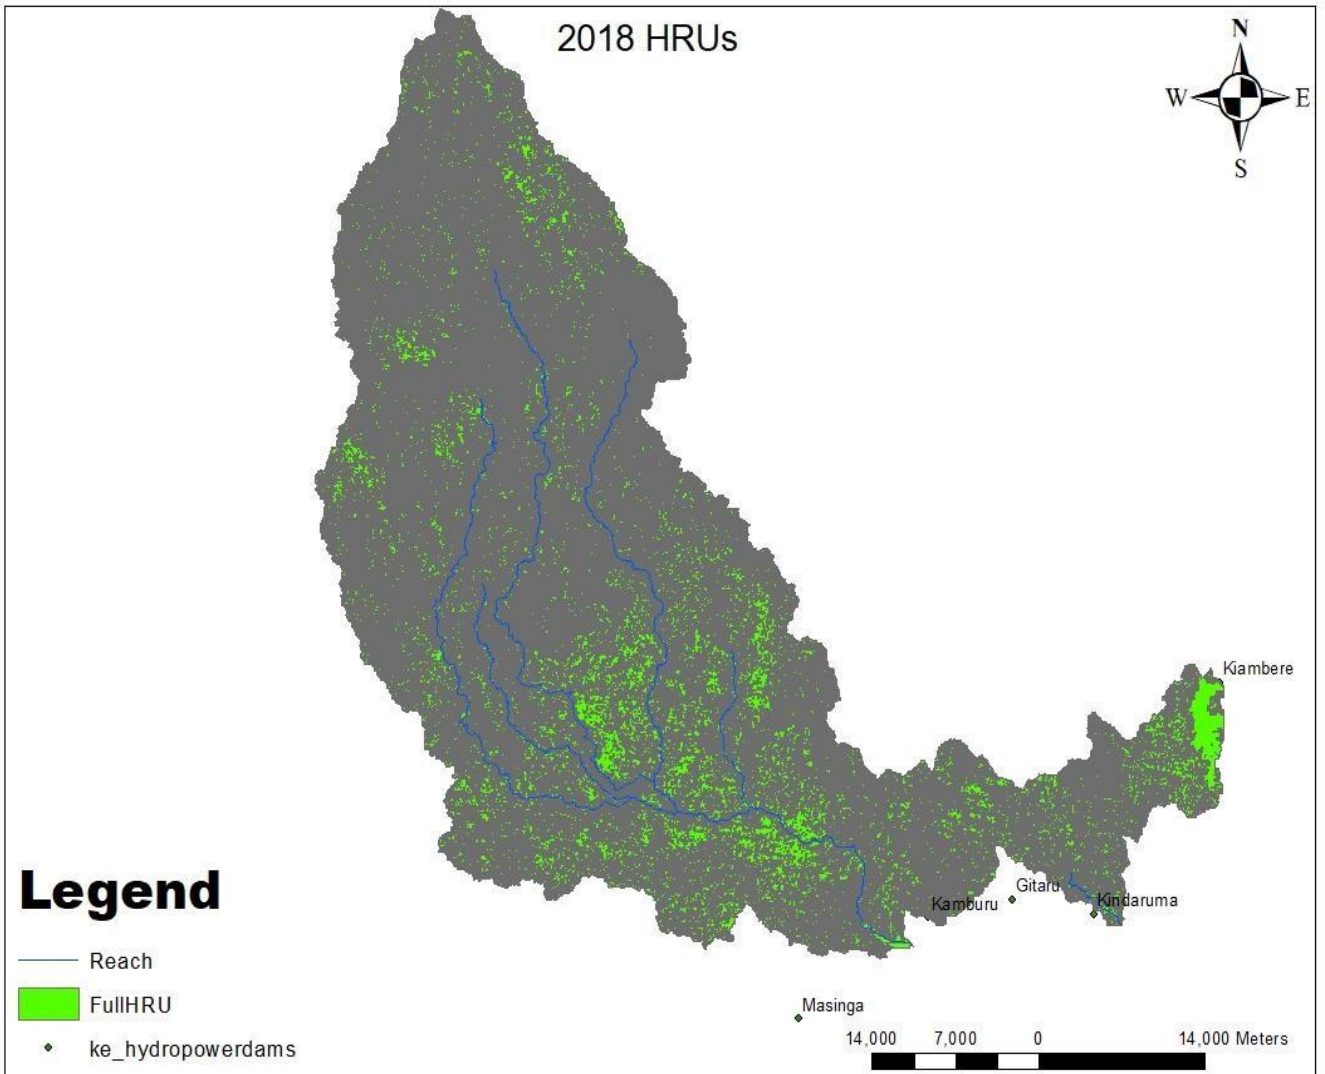 2018 HRUs
N
W E
S
Kiambere
Gitaru
Kamburu
Kindaruma
Masinga
Legend
Reach
FullHRU
ke_hydropowerdams
14,000 7,000 0 14,000 Meters